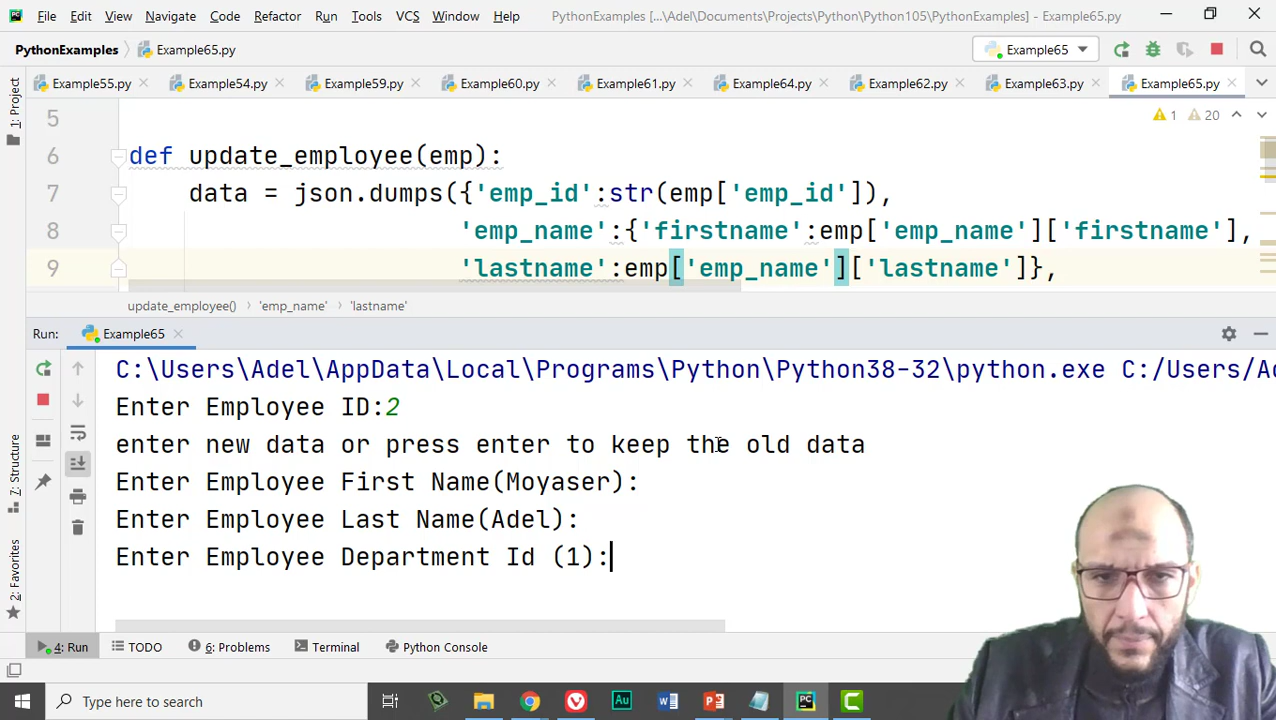 File Edit View Navigate Code Refactor Run Tools VCS Window Help PythonExamples [...\Adel\Documents\Projects\Python\Python105\PythonExamples] - Example65.py
PythonExamples Example65.py Example65
1: Project Example55.py Example54.py Example59.py Example60.py Example61.py Example64.py Example62.py Example63.py Example65.py
5 1 20
6 def update_employee(emp):
7 data = json.dumps({'emp_id':str(emp['emp_id']),
8 'emp_name':{'firstname':emp['emp_name']['firstname'],
9 'lastname':emp['emp_name']['lastname']},
update_employee() 'emp_name' 'lastname'
Run: Example65
C:\Users\Adel\AppData\Local\Programs\Python\Python38-32\python.exe C:/Users/Ad
Enter Employee ID:2
enter new data or press enter to keep the old data
Enter Employee First Name(Moyaser):
Enter Employee Last Name(Adel):
Enter Employee Department Id (1):
7: Structure
2: Favorites
4: Run TODO 6: Problems Terminal Python Console
Type here to search